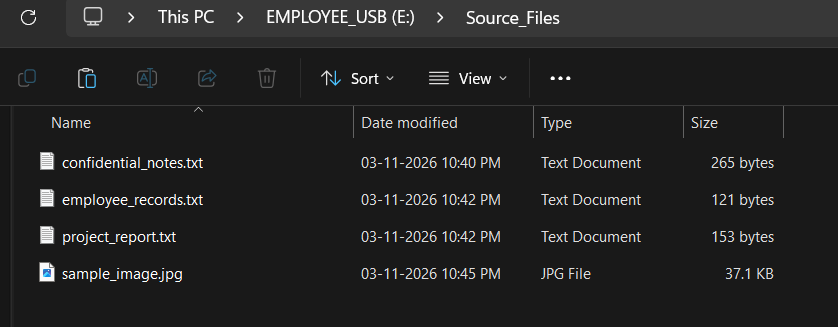 This PC > EMPLOYEE_USB (E:) > Source_Files
Sort View
Name Date modified Type Size
confidential_notes.txt 03-11-2026 10:40 PM Text Document 265 bytes
employee_records.txt 03-11-2026 10:42 PM Text Document 121 bytes
project_report.txt 03-11-2026 10:42 PM Text Document 153 bytes
sample_image.jpg 03-11-2026 10:45 PM JPG File 37.1 KB